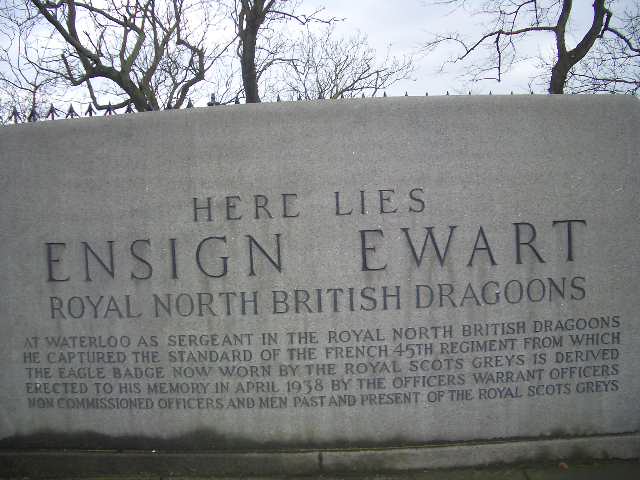 HERE LIES
ENSIGN EWART
ROYAL NORTH BRITISH DRAGOONS
AT WATERLOO AS SERGEANT IN THE ROYAL NORTH BRITISH DRAGOONS
HE CAPTURED THE STANDARD OF THE FRENCH 45TH REGIMENT FROM WHICH
THE EAGLE BADGE NOW WORN BY THE ROYAL SCOTS GREYS IS DERIVED
ERECTED TO HIS MEMORY IN APRIL 1938 BY THE OFFICERS WARRANT OFFICERS
NON COMMISSIONED OFFICERS AND MEN PAST AND PRESENT OF THE ROYAL SCOTS GREYS